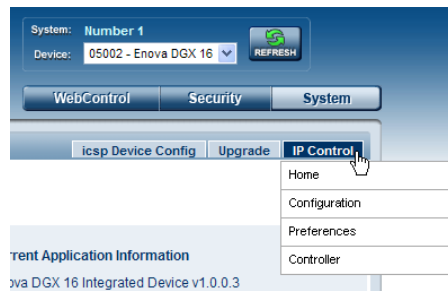 System: Number 1
Device: 05002 - Enova DGX 16
REFRESH
WebControl Security System
icsp Device Config Upgrade IP Control
Home
Configuration
Preferences
Controller
rrent Application Information
ova DGX 16 Integrated Device v1.0.0.3